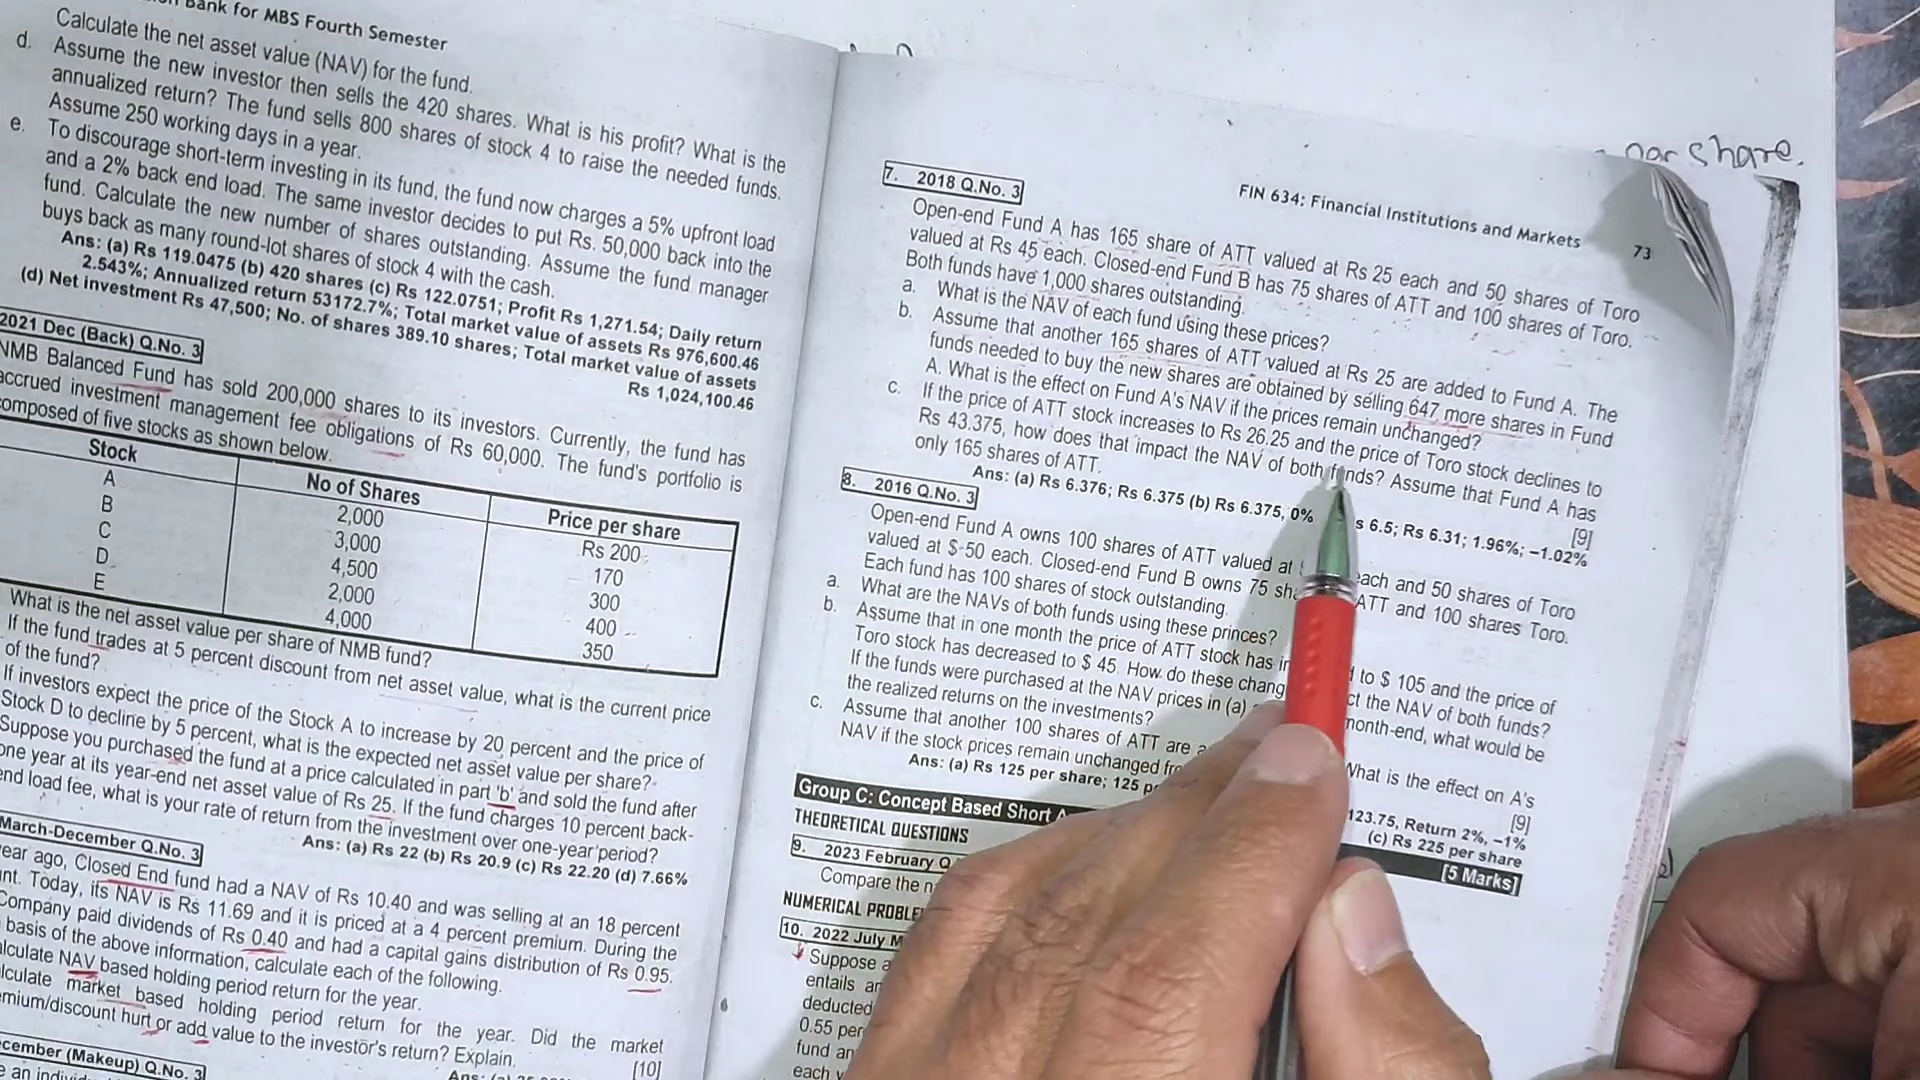 Bank for MBS Fourth Semester
Calculate the net asset value (NAV) for the fund.
d. Assume the new investor then sells the 420 shares. What is his profit? What is the
annualized return? The fund sells 800 shares of stock 4 to raise the needed funds.
Assume 250 working days in a year.
e. To discourage short-term investing in its fund, the fund now charges a 5% upfront load
and a 2% back end load. The same investor decides to put Rs. 50,000 back into the
fund. Calculate the new number of shares outstanding. Assume the fund manager
buys back as many round-lot shares of stock 4 with the cash.
Ans: (a) Rs 119.0475 (b) 420 shares (c) Rs 122.0751; Profit Rs 1,271.54; Daily return
2.543%; Annualized return 53172.7%; Total market value of assets Rs 976,600.46
(d) Net investment Rs 47,500; No. of shares 389.10 shares; Total market value of assets
Rs 1,024,100.46
2021 Dec (Back) Q.No. 3
NMB Balanced Fund has sold 200,000 shares to its investors. Currently, the fund has
accrued investment management fee obligations of Rs 60,000. The fund's portfolio is
composed of five stocks as shown below.
Stock No of Shares Price per share
A 2,000 Rs 200
B 3,000 170
C 4,500 300
D 2,000 400
E 4,000 350
What is the net asset value per share of NMB fund?
If the fund trades at 5 percent discount from net asset value, what is the current price
of the fund?
If investors expect the price of the Stock A to increase by 20 percent and the price of
Stock D to decline by 5 percent, what is the expected net asset value per share?
Suppose you purchased the fund at a price calculated in part 'b' and sold the fund after
one year at its year-end net asset value of Rs 25. If the fund charges 10 percent back-
end load fee, what is your rate of return from the investment over one-year period?
Ans: (a) Rs 22 (b) Rs 20.9 (c) Rs 22.20 (d) 7.66%
March-December Q.No. 3
year ago, Closed End fund had a NAV of Rs 10.40 and was selling at an 18 percent
Today, its NAV is Rs 11.69 and it is priced at a 4 percent premium. During the
Company paid dividends of Rs 0.40 and had a capital gains distribution of Rs 0.95.
basis of the above information, calculate each of the following.
calculate NAV based holding period return for the year.
calculate market based holding period return for the year. Did the market
premium/discount hurt or add value to the investor's return? Explain.
[10]
December (Makeup) Q.No. 3
FIN 634: Financial Institutions and Markets 73
per share.
7. 2018 Q.No. 3
Open-end Fund A has 165 share of ATT valued at Rs 25 each and 50 shares of Toro
valued at Rs 45 each. Closed-end Fund B has 75 shares of ATT and 100 shares of Toro.
Both funds have 1,000 shares outstanding.
a. What is the NAV of each fund using these prices?
b. Assume that another 165 shares of ATT valued at Rs 25 are added to Fund A. The
funds needed to buy the new shares are obtained by selling 647 more shares in Fund
A. What is the effect on Fund A's NAV if the prices remain unchanged?
c. If the price of ATT stock increases to Rs 26.25 and the price of Toro stock declines to
Rs 43.375, how does that impact the NAV of both funds? Assume that Fund A has
only 165 shares of ATT.
[9]
Ans: (a) Rs 6.376; Rs 6.375 (b) Rs 6.375, 0% s 6.5; Rs 6.31; 1.96%; –1.02%
8. 2016 Q.No. 3
Open-end Fund A owns 100 shares of ATT valued at each and 50 shares of Toro
valued at $ 50 each. Closed-end Fund B owns 75 ATT and 100 shares Toro.
Each fund has 100 shares of stock outstanding.
a. What are the NAVs of both funds using these princes?
b. Assume that in one month the price of ATT stock has to $ 105 and the price of
Toro stock has decreased to $ 45. How do these the NAV of both funds?
If the funds were purchased at the NAV prices in (a) month-end, what would be
the realized returns on the investments?
c. Assume that another 100 shares of ATT are What is the effect on A's
NAV if the stock prices remain unchanged
[9]
Ans: (a) Rs 125 per share; 125 123.75, Return 2%, –1%
(c) Rs 225 per share
Group C: Concept Based Short [5 Marks]
THEORETICAL QUESTIONS
9. 2023 February Q
Compare the
NUMERICAL
10. 2022 July
Suppose
entails
deducted
0.55 per
fund
each